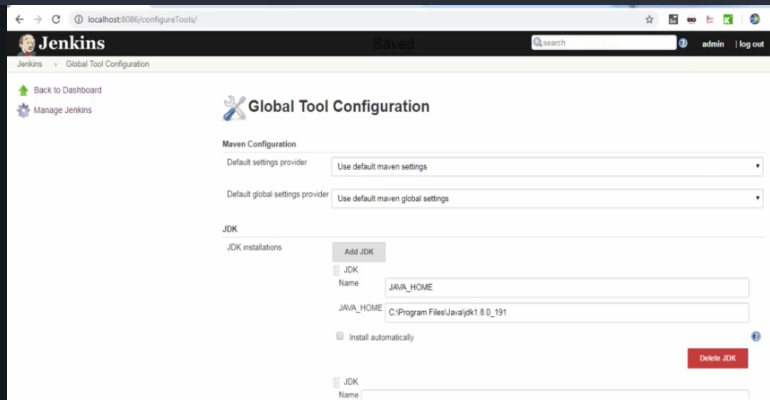 localhost:8086/configureTools/
Jenkins
Saved
search
admin
| log out
Jenkins
Global Tool Configuration
Back to Dashboard
Manage Jenkins
Global Tool Configuration
Maven Configuration
Default settings provider
Use default maven settings
Default global settings provider
Use default maven global settings
JDK
JDK installations
Add JDK
JDK
Name
JAVA_HOME
JAVA_HOME
C:\Program Files\Java\jdk1.8.0_191
Install automatically
Delete JDK
JDK
Name